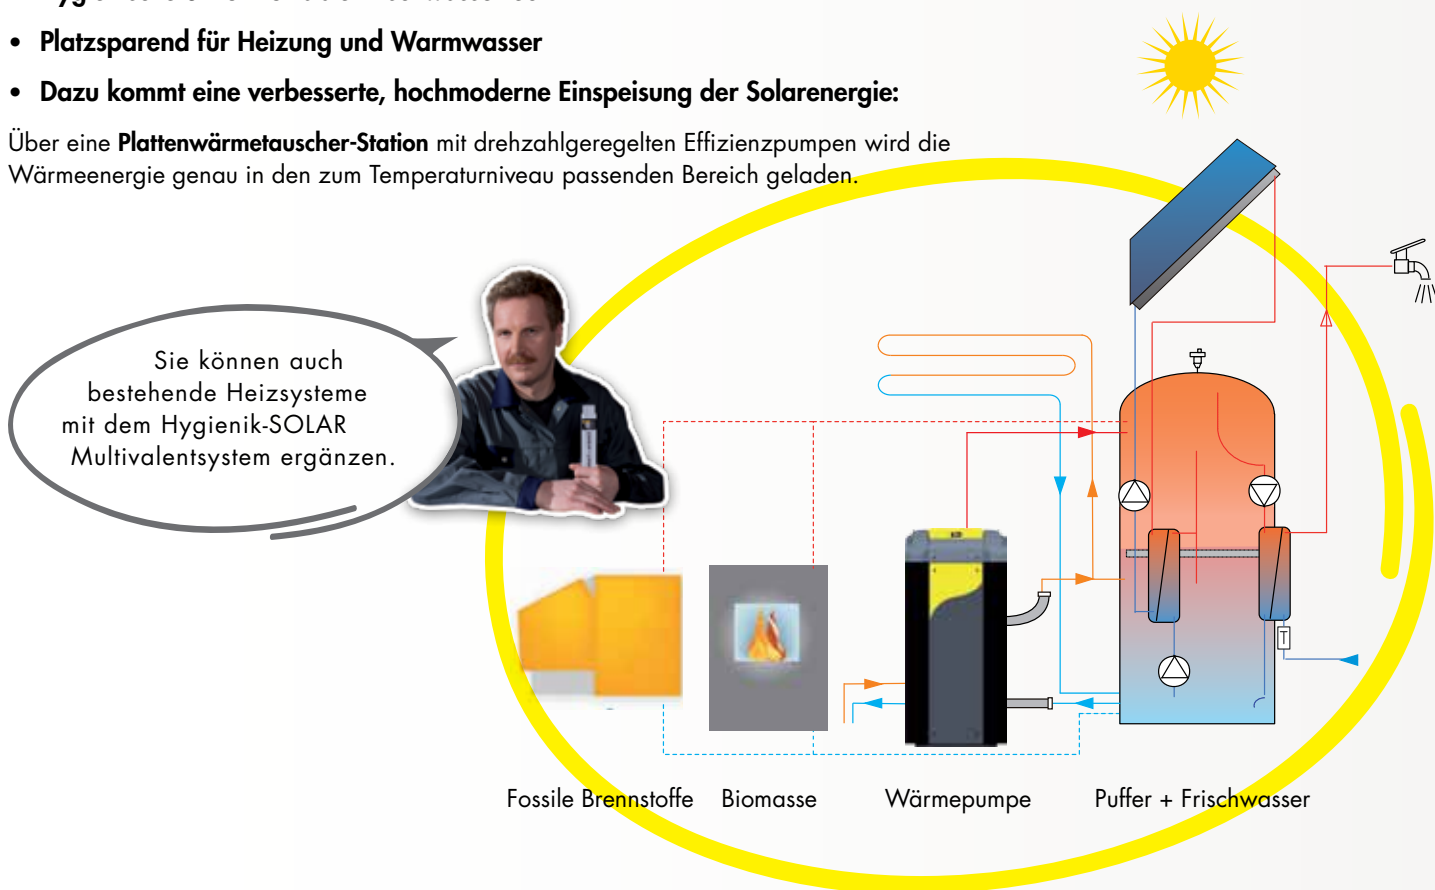 • Platzsparend für Heizung und Warmwasser
• Dazu kommt eine verbesserte, hochmoderne Einspeisung der Solarenergie:
Über eine Plattenwärmetauscher-Station mit drehzahlgeregelten Effizienzpumpen wird die
Wärmeenergie genau in den zum Temperaturniveau passenden Bereich geladen.
Sie können auch
bestehende Heizsysteme
mit dem Hygienik-SOLAR
Multivalentsystem ergänzen.
T
Fossile Brennstoffe Biomasse Wärmepumpe Puffer + Frischwasser